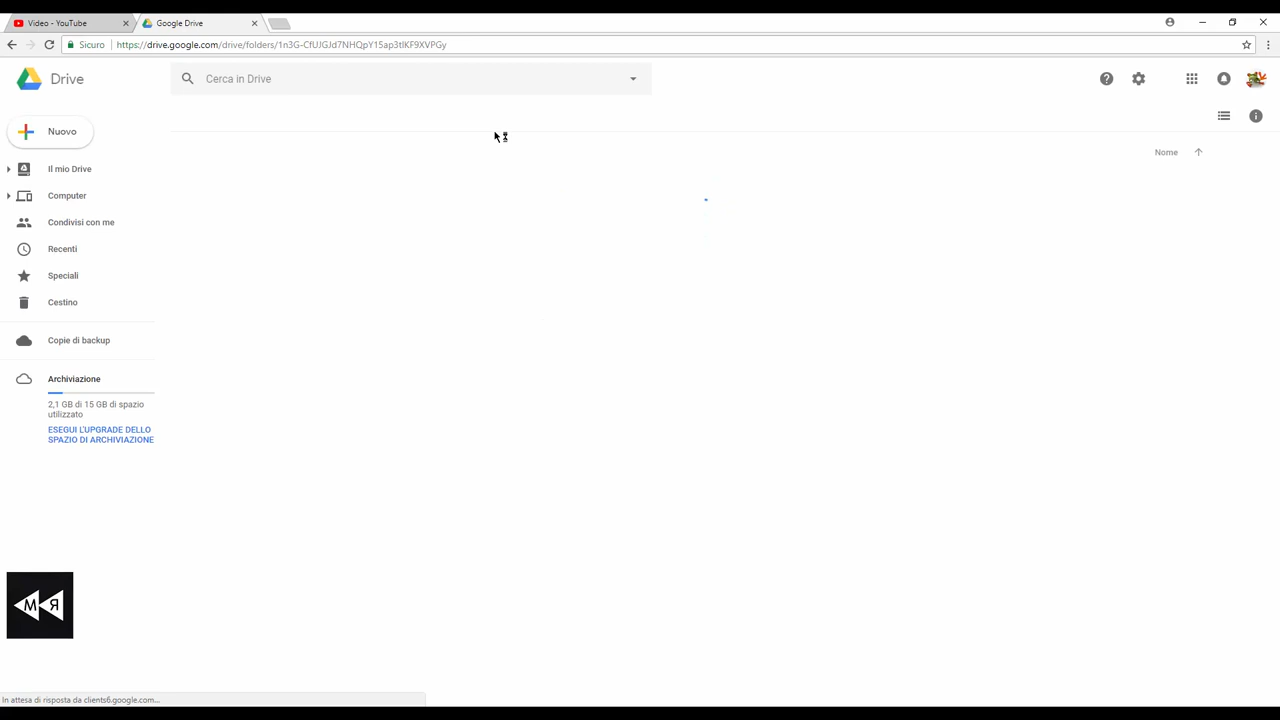 Video - YouTube
Google Drive
Sicuro
https://drive.google.com/drive/folders/1n3G-CfUJGJd7NHQpY15ap3tIKF9XVPGy
Drive
Cerca in Drive
Nuovo
Nome
Il mio Drive
Computer
Condivisi con me
Recenti
Speciali
Cestino
Copie di backup
Archiviazione
2,1 GB di 15 GB di spazio
utilizzato
ESEGUI L'UPGRADE DELLO
SPAZIO DI ARCHIVIAZIONE
M R
In attesa di risposta da clients6.google.com...